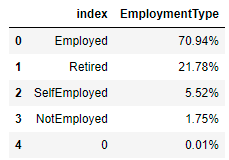 index EmploymentType
0 Employed 70.94%
1 Retired 21.78%
2 SelfEmployed 5.52%
3 NotEmployed 1.75%
4 0 0.01%